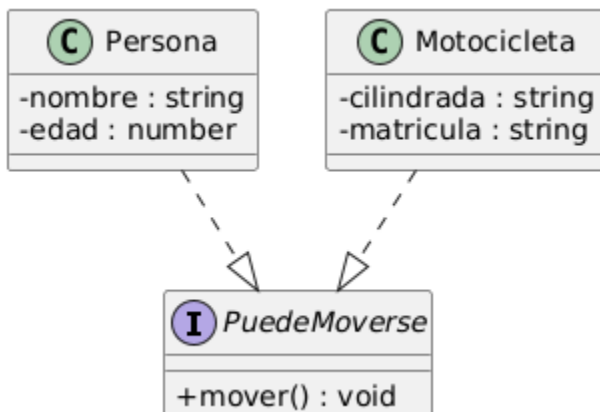 C Persona
-nombre : string
-edad : number
C Motocicleta
-cilindrada : string
-matricula : string
I PuedeMoverse
+mover() : void